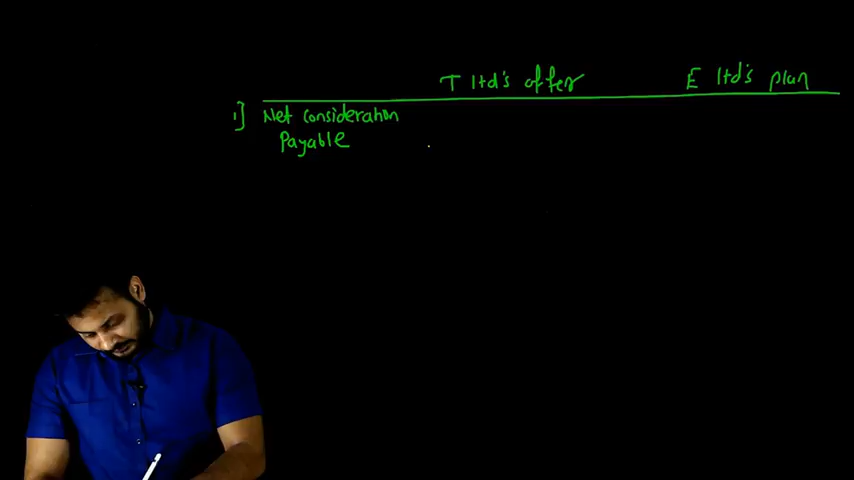 T ltd's offer E ltd's plan
1] Net consideration
Payable